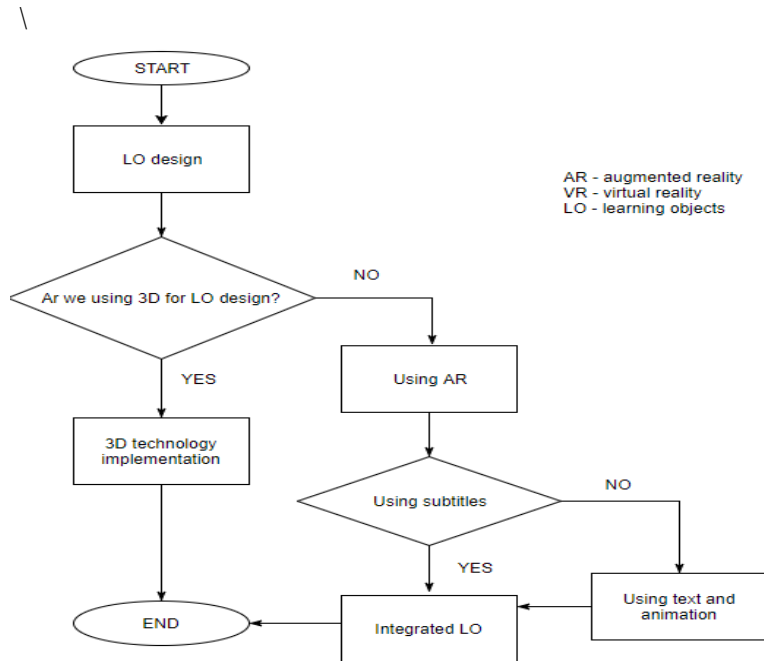 \
START
LO design
AR - augmented reality
VR - virtual reality
LO - learning objects
NO
Ar we using 3D for LO design?
YES
Using AR
3D technology
implementation
Using subtitles
NO
YES
Using text and
animation
END
Integrated LO